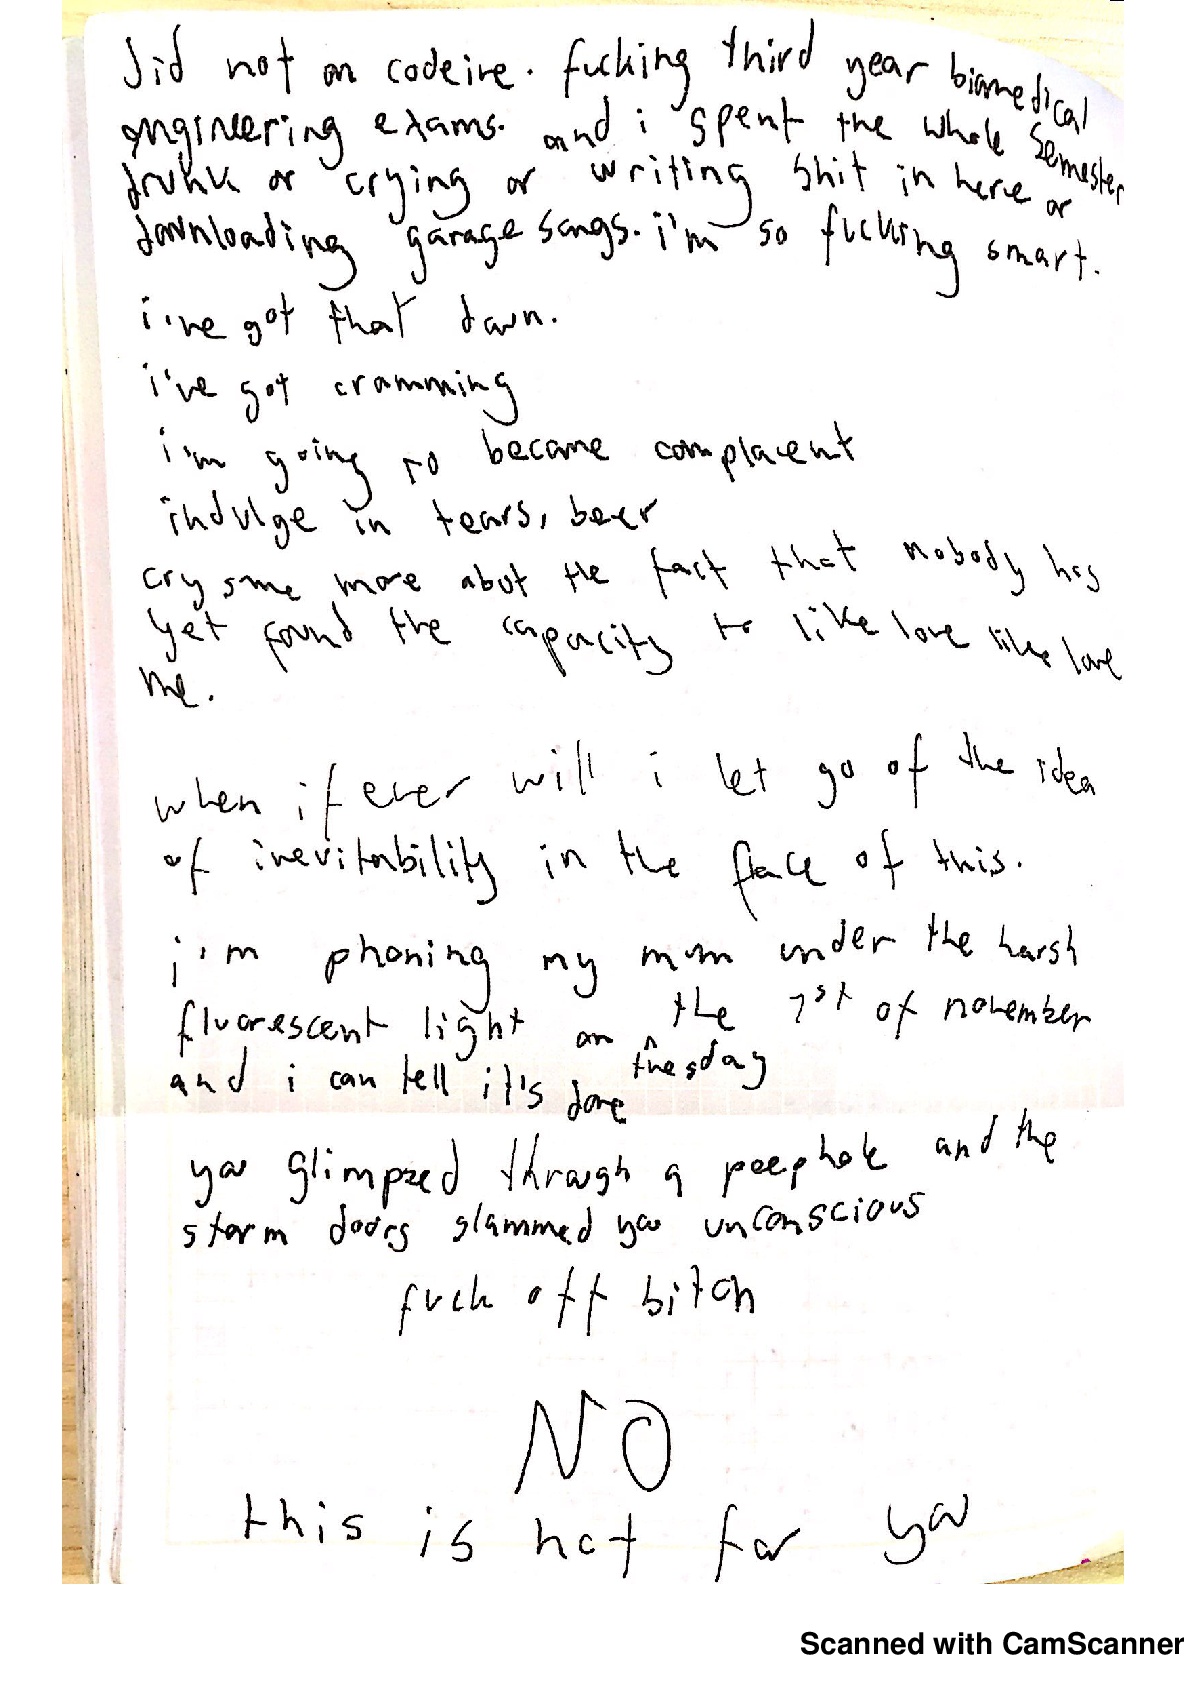 did not on codeine. fucking third year biomedical
engineering exams. and i spent the whole semester
drunk or crying or writing shit in here or
downloading garage songs. i'm so fucking smart.
i've got that down.
i've got cramming
i'm going to become complacent
indulge in tears, beer
cry some more abut the fact that nobody has
yet found the capacity to like love like love
me.
when if ever will i let go of the idea
of inevitability in the face of this.
i'm phoning my mum under the harsh
fluorescent light on the 1st of november
tuesday
and i can tell it's done
you glimpsed through a peephole and the
storm doors slammed you unconscious
fuck off bitch
NO
this is not for you
Scanned with CamScanner